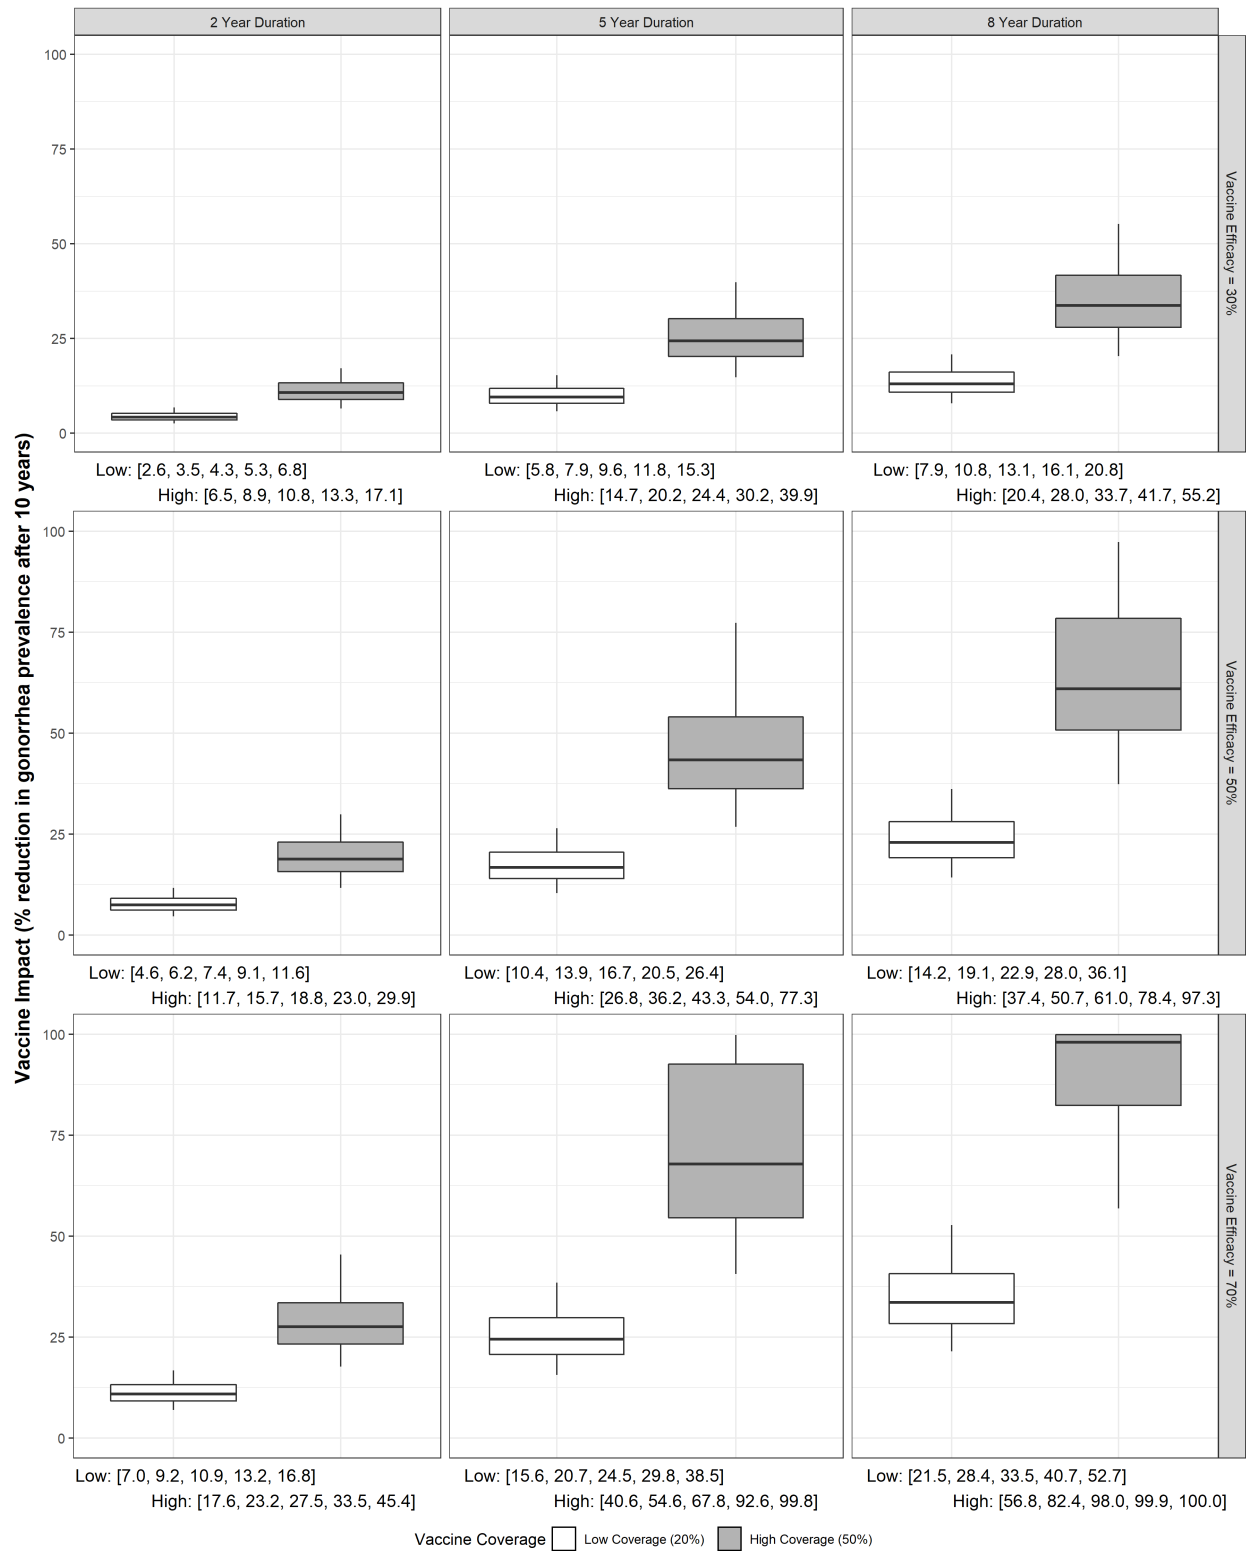 2 Year Duration
5 Year Duration
8 Year Duration
Vaccine Impact (% reduction in gonorrhea prevalence after 10 years)
100
75
50
25
0
Vaccine Efficacy = 30%
Low: [2.6, 3.5, 4.3, 5.3, 6.8]
High: [6.5, 8.9, 10.8, 13.3, 17.1]
Low: [5.8, 7.9, 9.6, 11.8, 15.3]
High: [14.7, 20.2, 24.4, 30.2, 39.9]
Low: [7.9, 10.8, 13.1, 16.1, 20.8]
High: [20.4, 28.0, 33.7, 41.7, 55.2]
100
75
50
25
0
Vaccine Efficacy = 50%
Low: [4.6, 6.2, 7.4, 9.1, 11.6]
High: [11.7, 15.7, 18.8, 23.0, 29.9]
Low: [10.4, 13.9, 16.7, 20.5, 26.4]
High: [26.8, 36.2, 43.3, 54.0, 77.3]
Low: [14.2, 19.1, 22.9, 28.0, 36.1]
High: [37.4, 50.7, 61.0, 78.4, 97.3]
100
75
50
25
0
Vaccine Efficacy = 70%
Low: [7.0, 9.2, 10.9, 13.2, 16.8]
High: [17.6, 23.2, 27.5, 33.5, 45.4]
Low: [15.6, 20.7, 24.5, 29.8, 38.5]
High: [40.6, 54.6, 67.8, 92.6, 99.8]
Low: [21.5, 28.4, 33.5, 40.7, 52.7]
High: [56.8, 82.4, 98.0, 99.9, 100.0]
Vaccine Coverage
Low Coverage (20%)
High Coverage (50%)